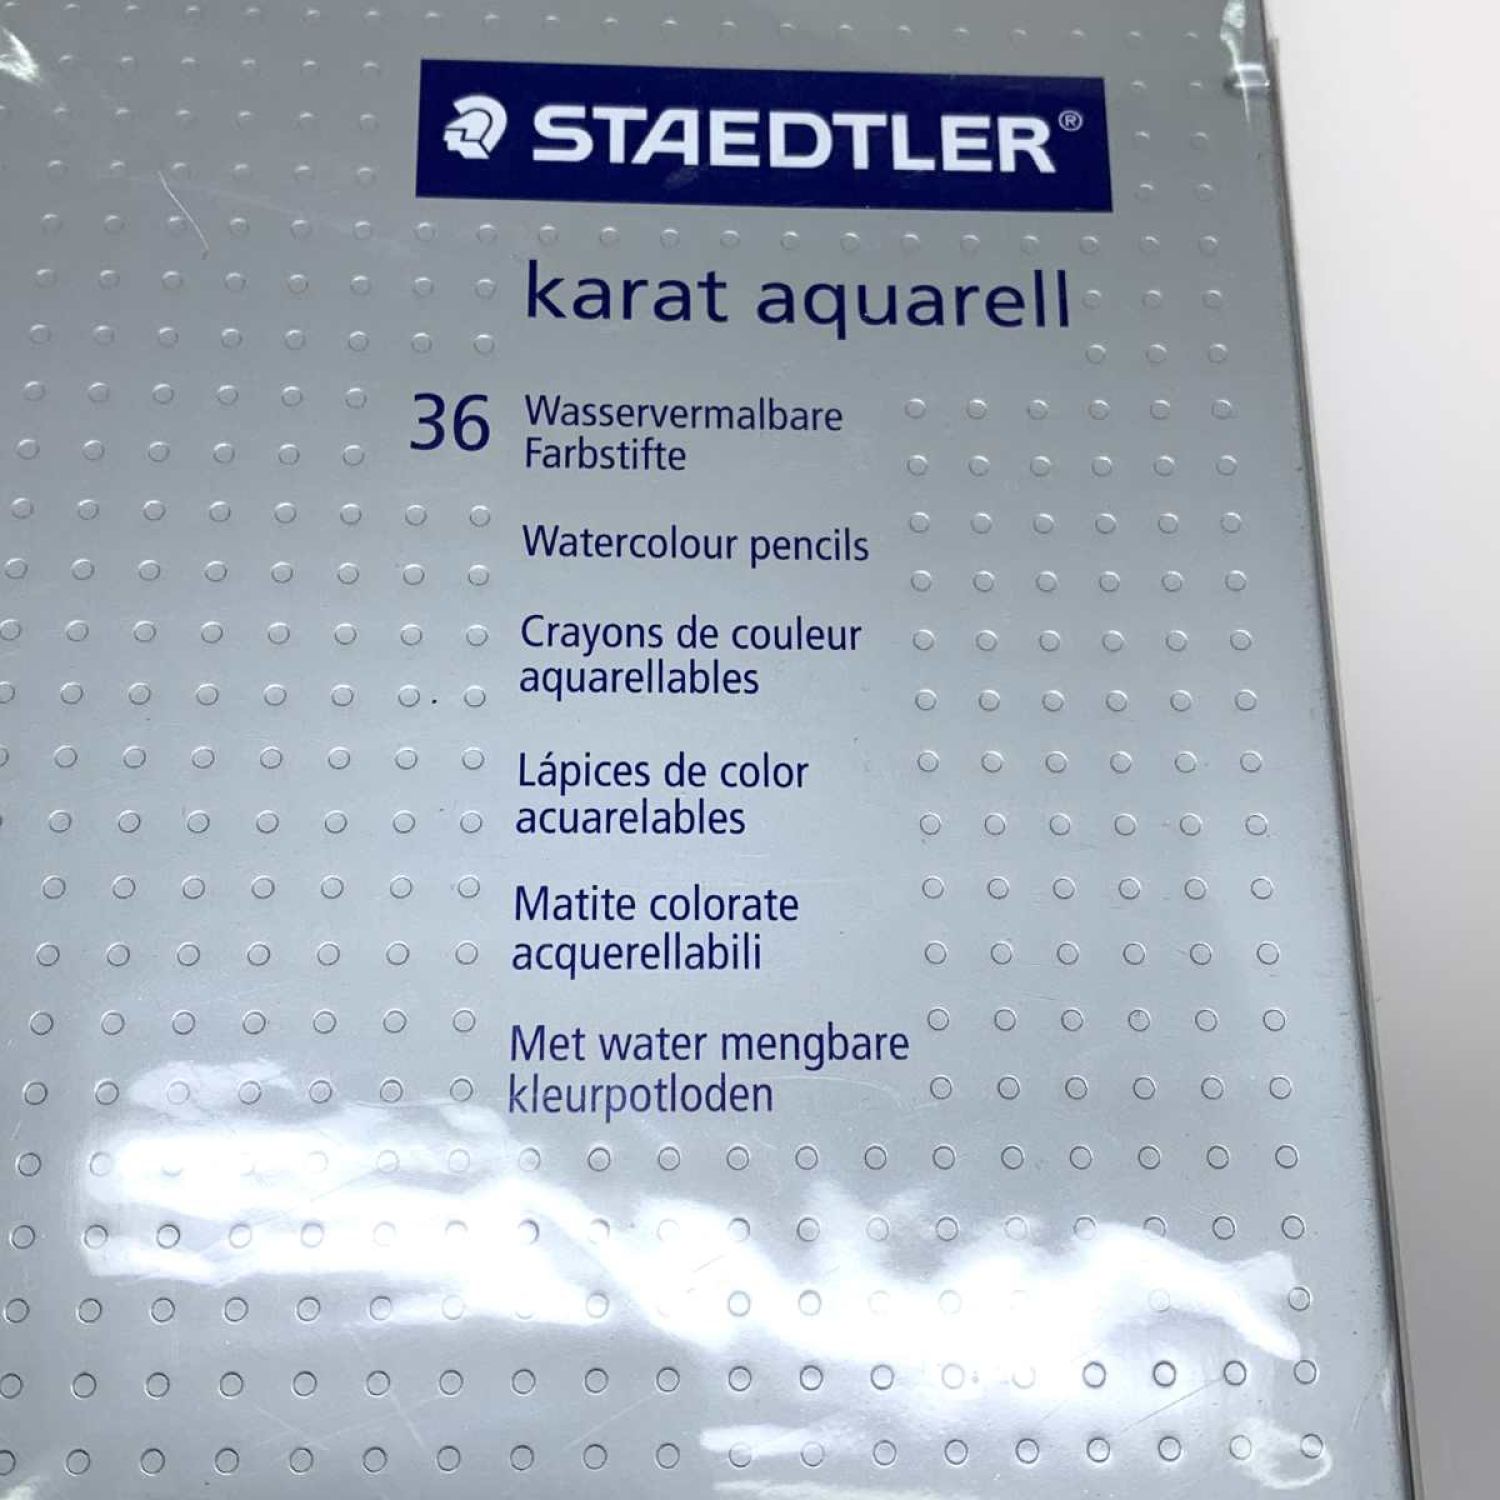 STAEDTLER®
karat aquarell
36 Wasservermalbare
Farbstifte
Watercolour pencils
Crayons de couleur
aquarellables
Lápices de color
acuarelables
Matite colorate
acquerellabili
Met water mengbare
kleurpotloden